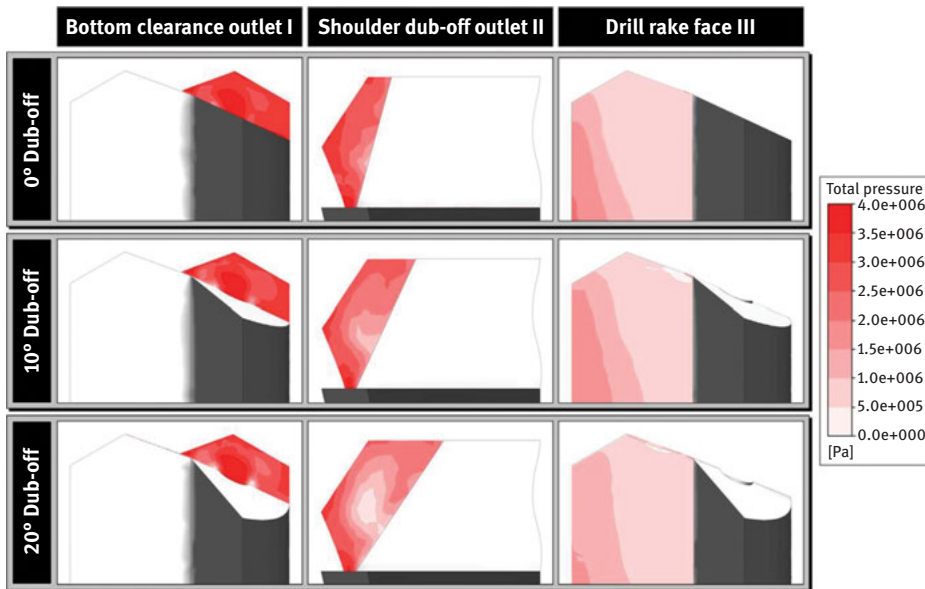 Bottom clearance outlet I
Shoulder dub-off outlet II
Drill rake face III
0° Dub-off
10° Dub-off
20° Dub-off
Total pressure
4.0e+006
3.5e+006
3.0e+006
2.5e+006
2.0e+006
1.5e+006
1.0e+006
5.0e+005
0.0e+000
[Pa]